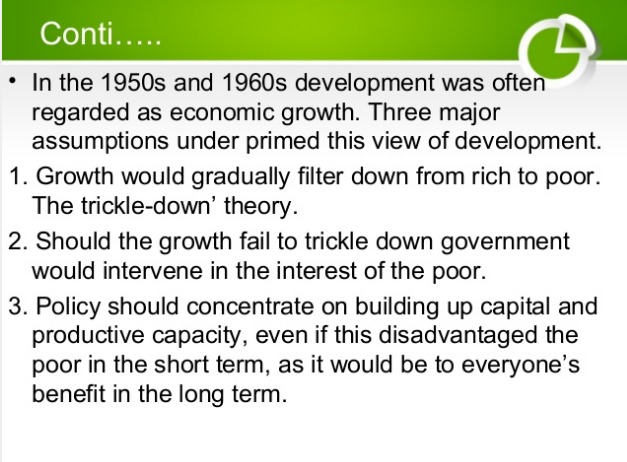 Conti…..
• In the 1950s and 1960s development was often
regarded as economic growth. Three major
assumptions under primed this view of development.
1. Growth would gradually filter down from rich to poor.
The trickle-down’ theory.
2. Should the growth fail to trickle down government
would intervene in the interest of the poor.
3. Policy should concentrate on building up capital and
productive capacity, even if this disadvantaged the
poor in the short term, as it would be to everyone’s
benefit in the long term.